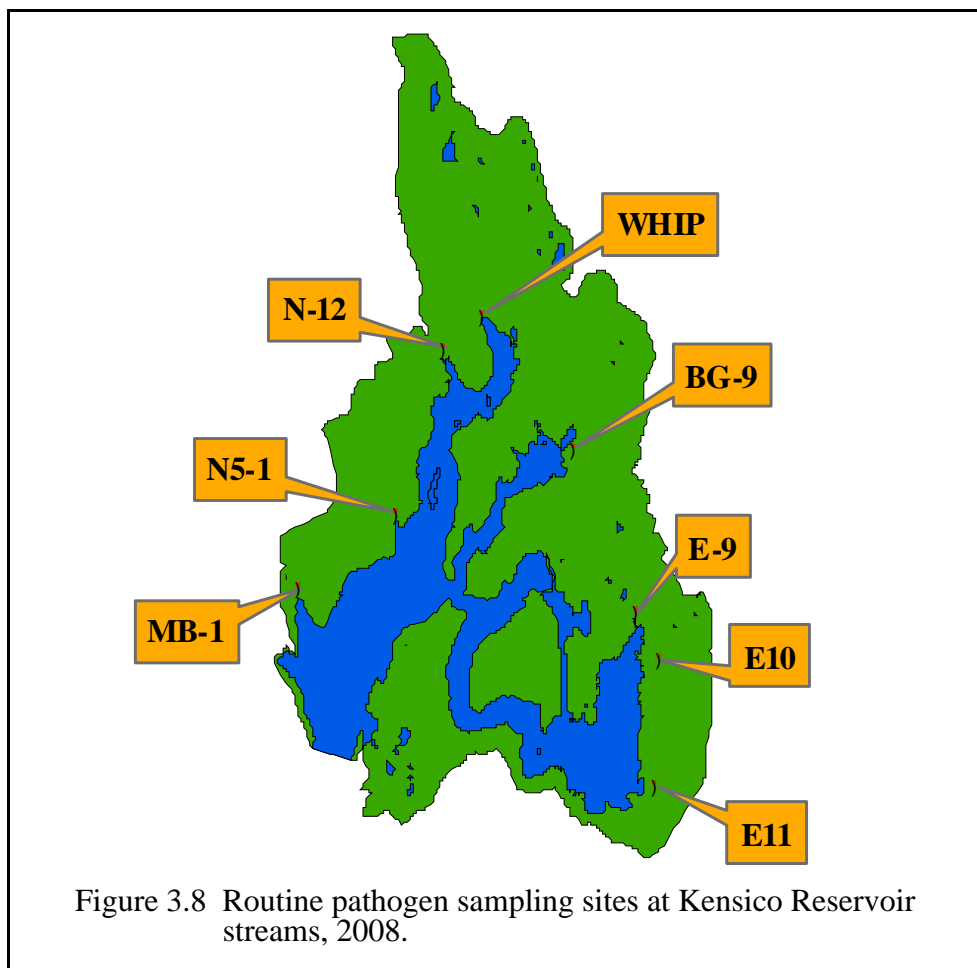 WHIP
N-12
BG-9
N5-1
E-9
MB-1
E10
E11
Figure 3.8 Routine pathogen sampling sites at Kensico Reservoir
streams, 2008.